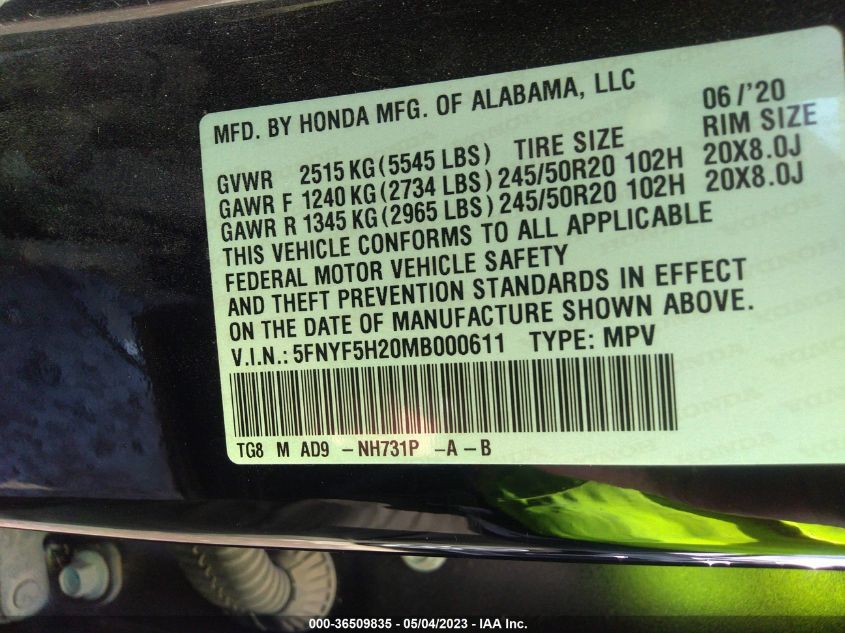 MFD. BY HONDA MFG. OF ALABAMA, LLC 06/'20
GVWR 2515 KG (5545 LBS) TIRE SIZE RIM SIZE
GAWR F 1240 KG (2734 LBS) 245/50R20 102H 20X8.0J
GAWR R 1345 KG (2965 LBS) 245/50R20 102H 20X8.0J
THIS VEHICLE CONFORMS TO ALL APPLICABLE
FEDERAL MOTOR VEHICLE SAFETY
AND THEFT PREVENTION STANDARDS IN EFFECT
ON THE DATE OF MANUFACTURE SHOWN ABOVE.
V.I.N.: 5FNYF5H20MB000611 TYPE: MPV
TG8 M AD9 -NH731P -A-B
000-36509835 - 05/04/2023 - IAA Inc.